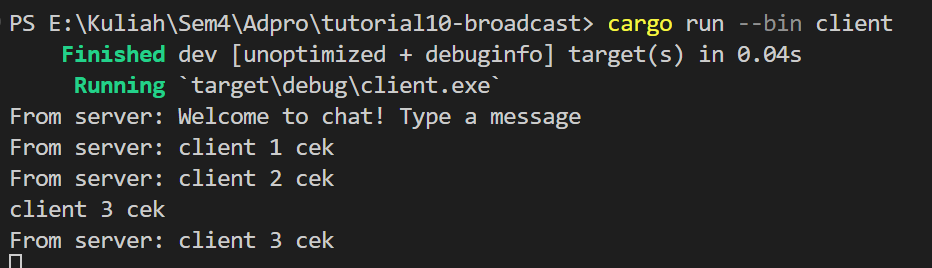 PS E:\Kuliah\Sem4\Adpro\tutorial10-broadcast> cargo run --bin client
Finished dev [unoptimized + debuginfo] target(s) in 0.04s
Running `target\debug\client.exe`
From server: Welcome to chat! Type a message
From server: client 1 cek
From server: client 2 cek
client 3 cek
From server: client 3 cek